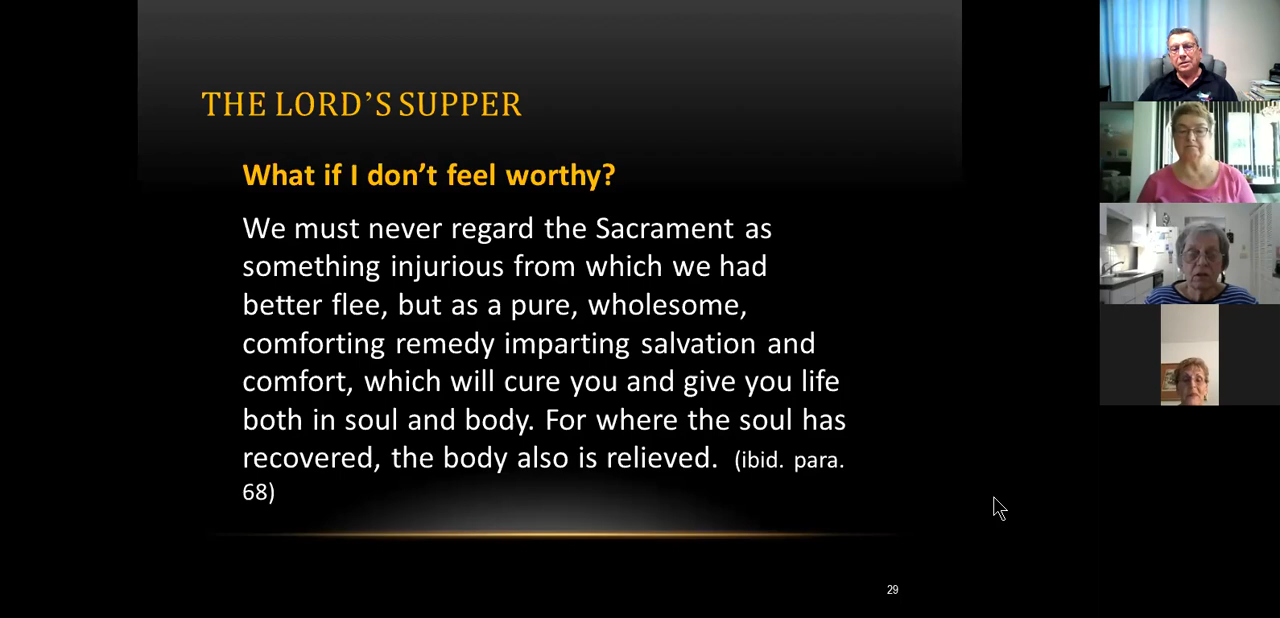 THE LORD’S SUPPER
What if I don’t feel worthy?
We must never regard the Sacrament as
something injurious from which we had
better flee, but as a pure, wholesome,
comforting remedy imparting salvation and
comfort, which will cure you and give you life
both in soul and body. For where the soul has
recovered, the body also is relieved. (ibid. para.
68)
29